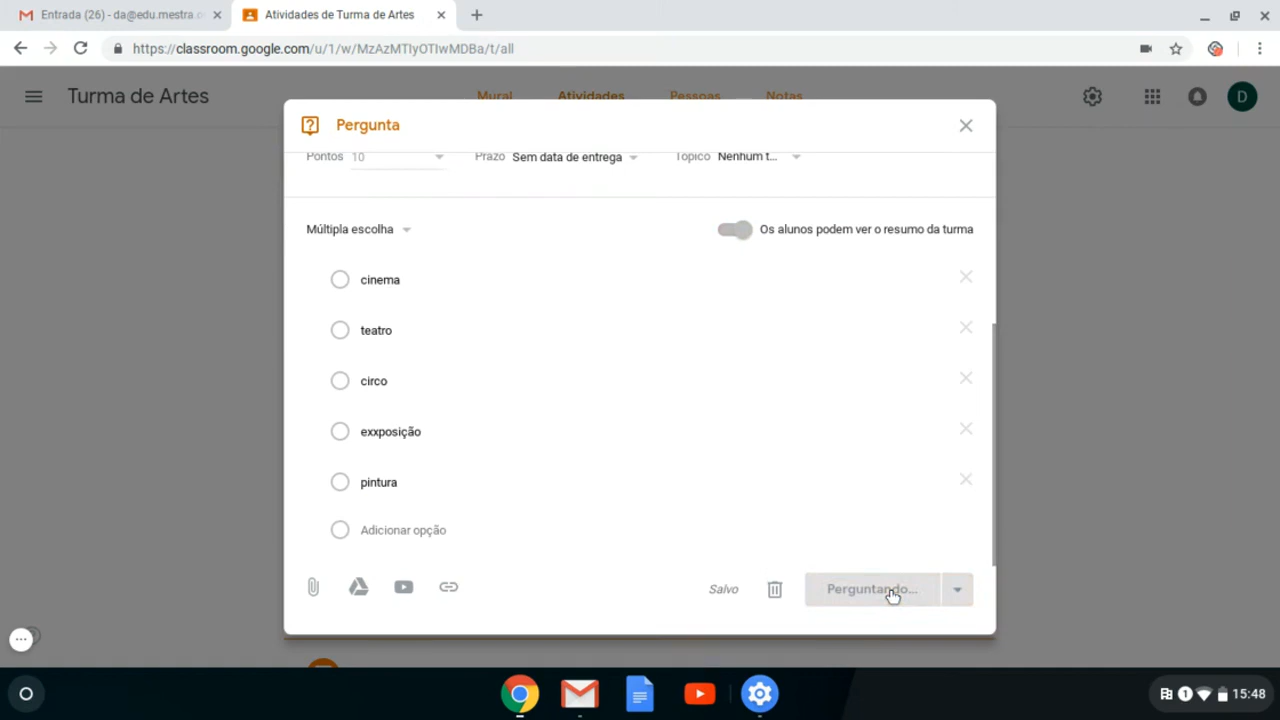 Entrada (26) - da@edu.mestra.
Atividades de Turma de Artes
https://classroom.google.com/u/1/w/MzAzMTIyOTIwMDBa/t/all
Turma de Artes
Mural
Atividades
Pessoas
Notas
D
Pergunta
Pontos 10
Prazo Sem data de entrega
Tópico Nenhum t...
Múltipla escolha
Os alunos podem ver o resumo da turma
cinema
teatro
circo
exxposição
pintura
Adicionar opção
Salvo
Perguntando...
1
15:48